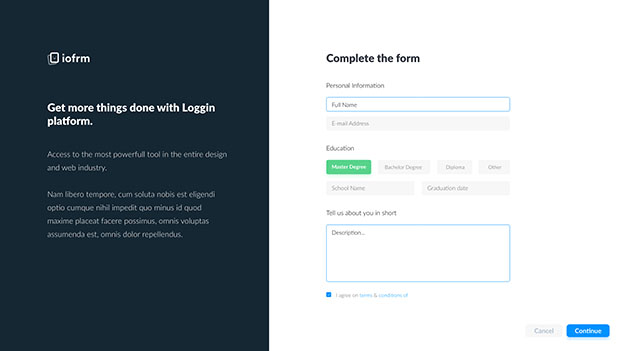 iofrm
Get more things done with Loggin
platform.
Access to the most powerfull tool in the entire design
and web industry.
Nam libero tempore, cum soluta nobis est eligendi
optio cumque nihil impedit quo minus id quod
maxime placeat facere possimus, omnis voluptas
assumenda est, omnis dolor repellendus.
Complete the form
Personal Information
Full Name
E-mail Address
Education
Master Degree Bachelor Degree Diploma Other
School Name Graduation date
Tell us about you in short
Description...
I agree on terms & conditions of
Cancel Continue